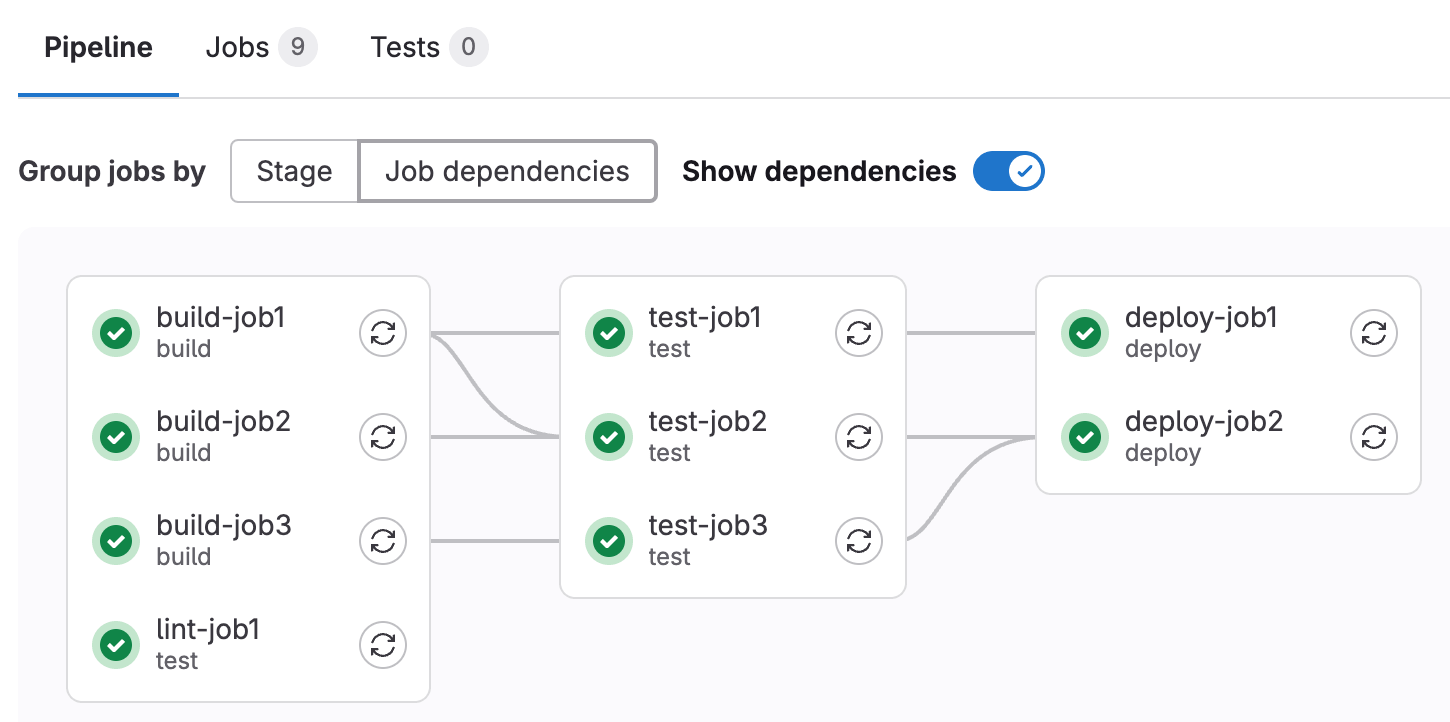 Pipeline Jobs 9 Tests 0
Group jobs by Stage Job dependencies Show dependencies
build-job1
build
build-job2
build
build-job3
build
lint-job1
test
test-job1
test
test-job2
test
test-job3
test
deploy-job1
deploy
deploy-job2
deploy